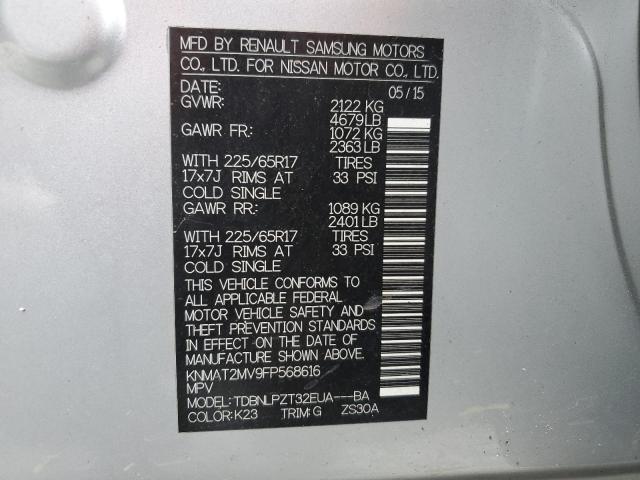 MFD BY RENAULT SAMSUNG MOTORS
CO., LTD. FOR NISSAN MOTOR CO., LTD.
DATE: 05/15
GVWR: 2122 KG
4679 LB
GAWR FR: 1072 KG
2363 LB
WITH 225/65R17 TIRES
17x7J RIMS AT 33 PSI
COLD SINGLE
GAWR RR: 1089 KG
2401 LB
WITH 225/65R17 TIRES
17x7J RIMS AT 33 PSI
COLD SINGLE
THIS VEHICLE CONFORMS TO
ALL APPLICABLE FEDERAL
MOTOR VEHICLE SAFETY AND
THEFT PREVENTION STANDARDS
IN EFFECT ON THE DATE OF
MANUFACTURE SHOWN ABOVE.
KNMAT2MV9FP568616
MPV
MODEL: TDBNLPZT32EUA---BA
COLOR: K23 TRIM: G ZS30A